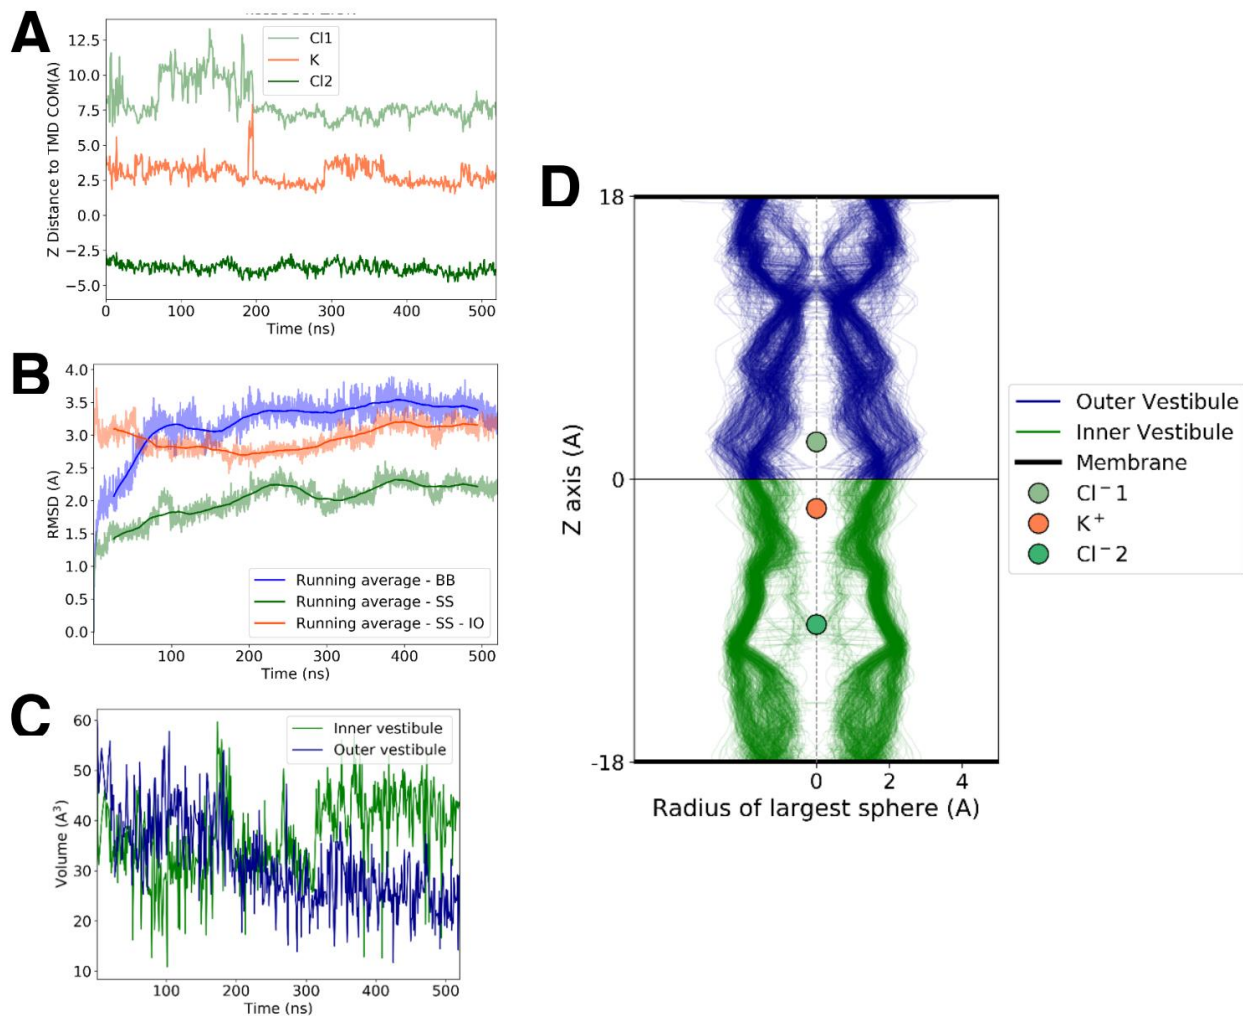 A
Z Distance to TMD COM(A)
12.5
10.0
7.5
5.0
2.5
0.0
−2.5
−5.0
Cl1
K
Cl2
0 100 200 300 400 500
Time (ns)
B
RMSD (A)
4.0
3.5
3.0
2.5
2.0
1.5
1.0
0.5
0.0
Running average - BB
Running average - SS
Running average - SS - IO
100 200 300 400 500
Time (ns)
C
Volume (A³)
60
50
40
30
20
10
Inner vestibule
Outer vestibule
100 200 300 400 500
Time (ns)
D
Z axis (A)
18
0
-18
0 2 4
Radius of largest sphere (A)
Outer Vestibule
Inner Vestibule
Membrane
Cl⁻1
K⁺
Cl⁻2